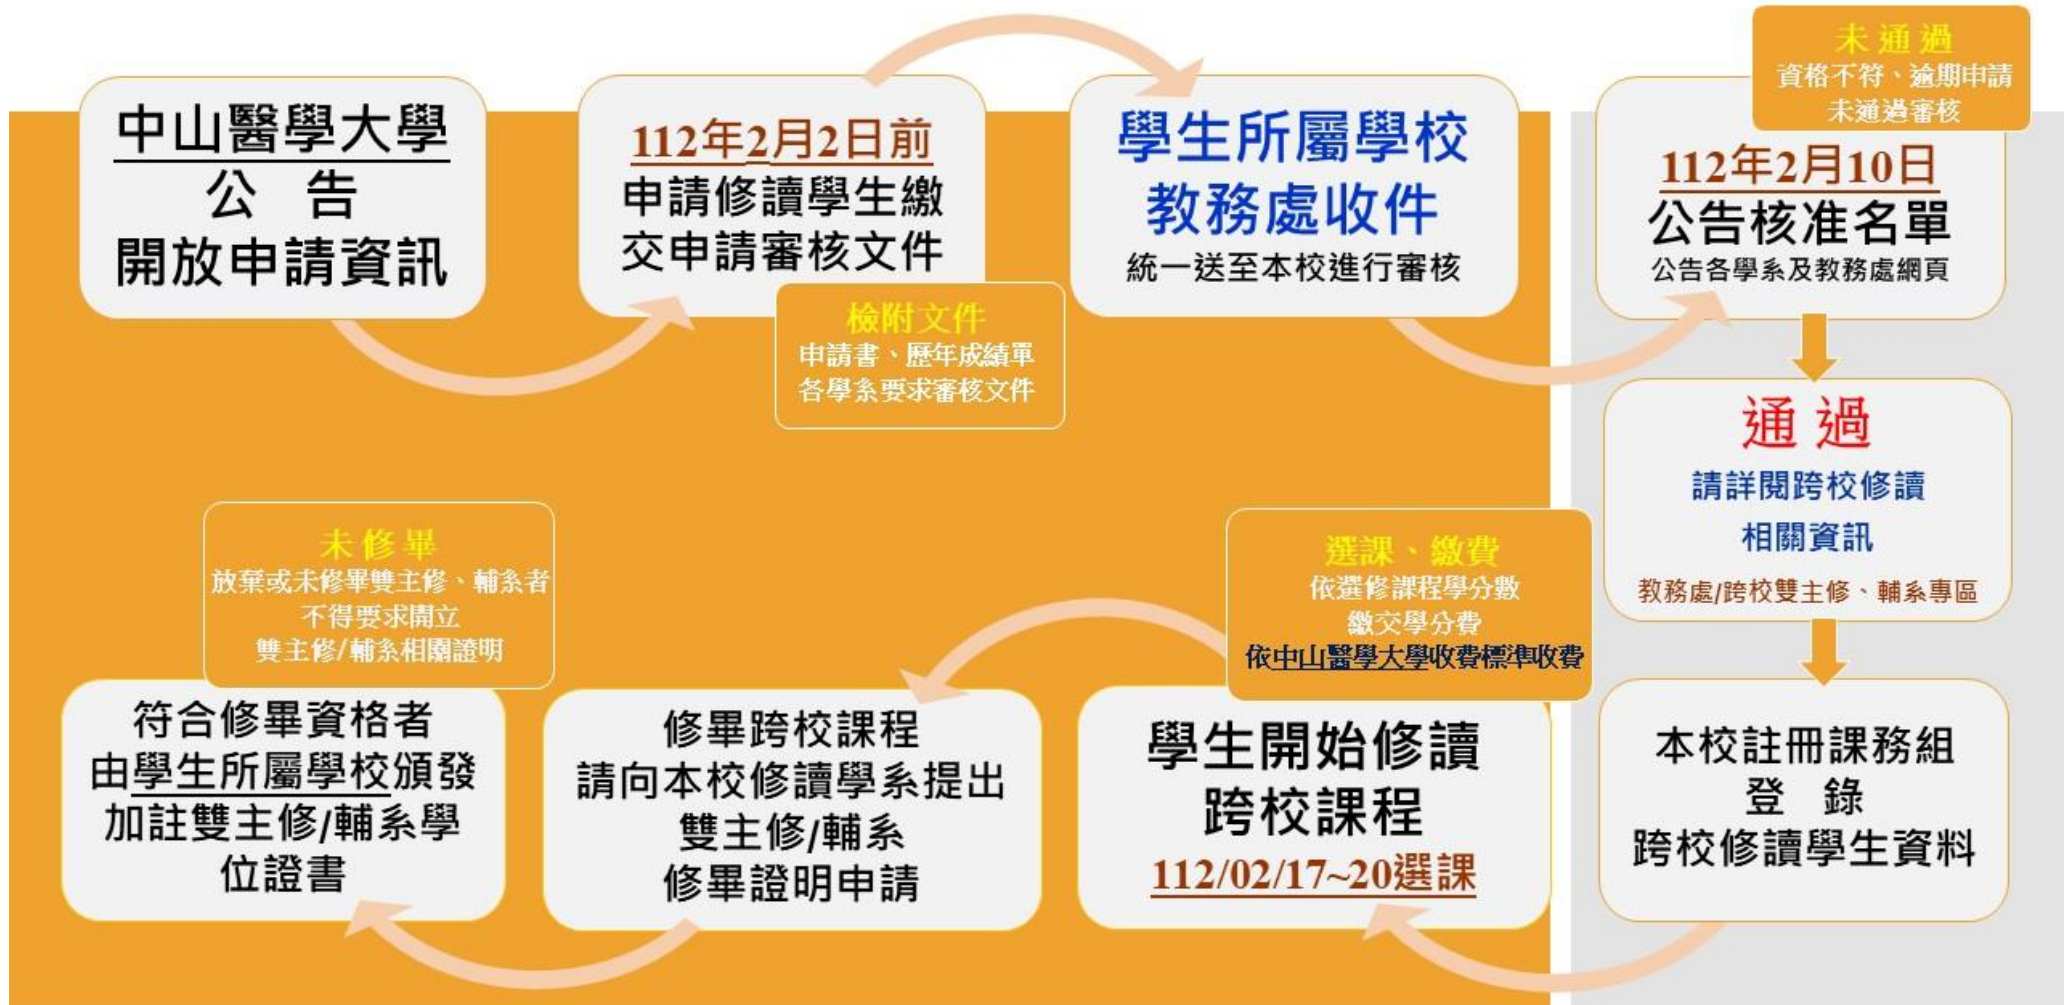 中山醫學大學
公 告
開放申請資訊
112年2月2日前
申請修讀學生繳
交申請審核文件
檢附文件
申請書、歷年成績單
各學系要求審核文件
學生所屬學校
教務處收件
統一送至本校進行審核
未通過
資格不符、逾期申請
未通過審核
112年2月10日
公告核准名單
公告各學系及教務處網頁
通過
請詳閱跨校修讀
相關資訊
教務處/跨校雙主修、輔系專區
本校註冊課務組
登 錄
跨校修讀學生資料
選課、繳費
依選修課程學分數
繳交學分費
依中山醫學大學收費標準收費
學生開始修讀
跨校課程
112/02/17~20選課
修畢跨校課程
請向本校修讀學系提出
雙主修/輔系
修畢證明申請
未修畢
放棄或未修畢雙主修、輔系者
不得要求開立
雙主修/輔系相關證明
符合修畢資格者
由學生所屬學校頒發
加註雙主修/輔系學
位證書